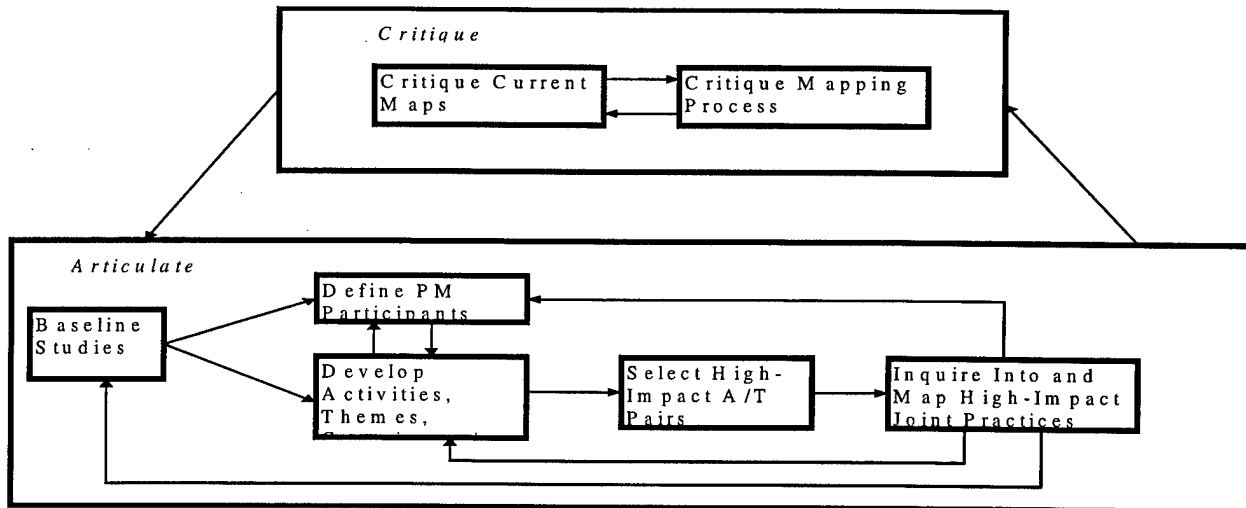 Critique
Critique Current
Maps
Critique Mapping
Process
Articulate
Baseline
Studies
Define PM
Participants
Develop
Activities,
Themes,
Select High-
Impact A/T
Pairs
Inquire Into and
Map High-Impact
Joint Practices